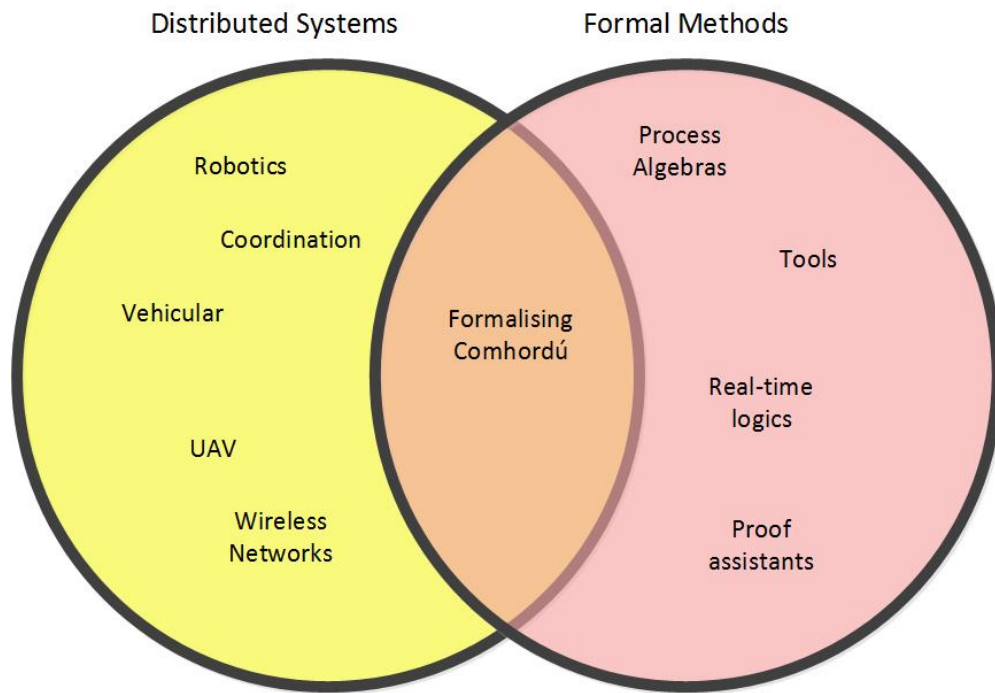 Distributed Systems
Formal Methods
Robotics
Coordination
Vehicular
UAV
Wireless
Networks
Formalising
Comhordú
Process
Algebras
Tools
Real-time
logics
Proof
assistants